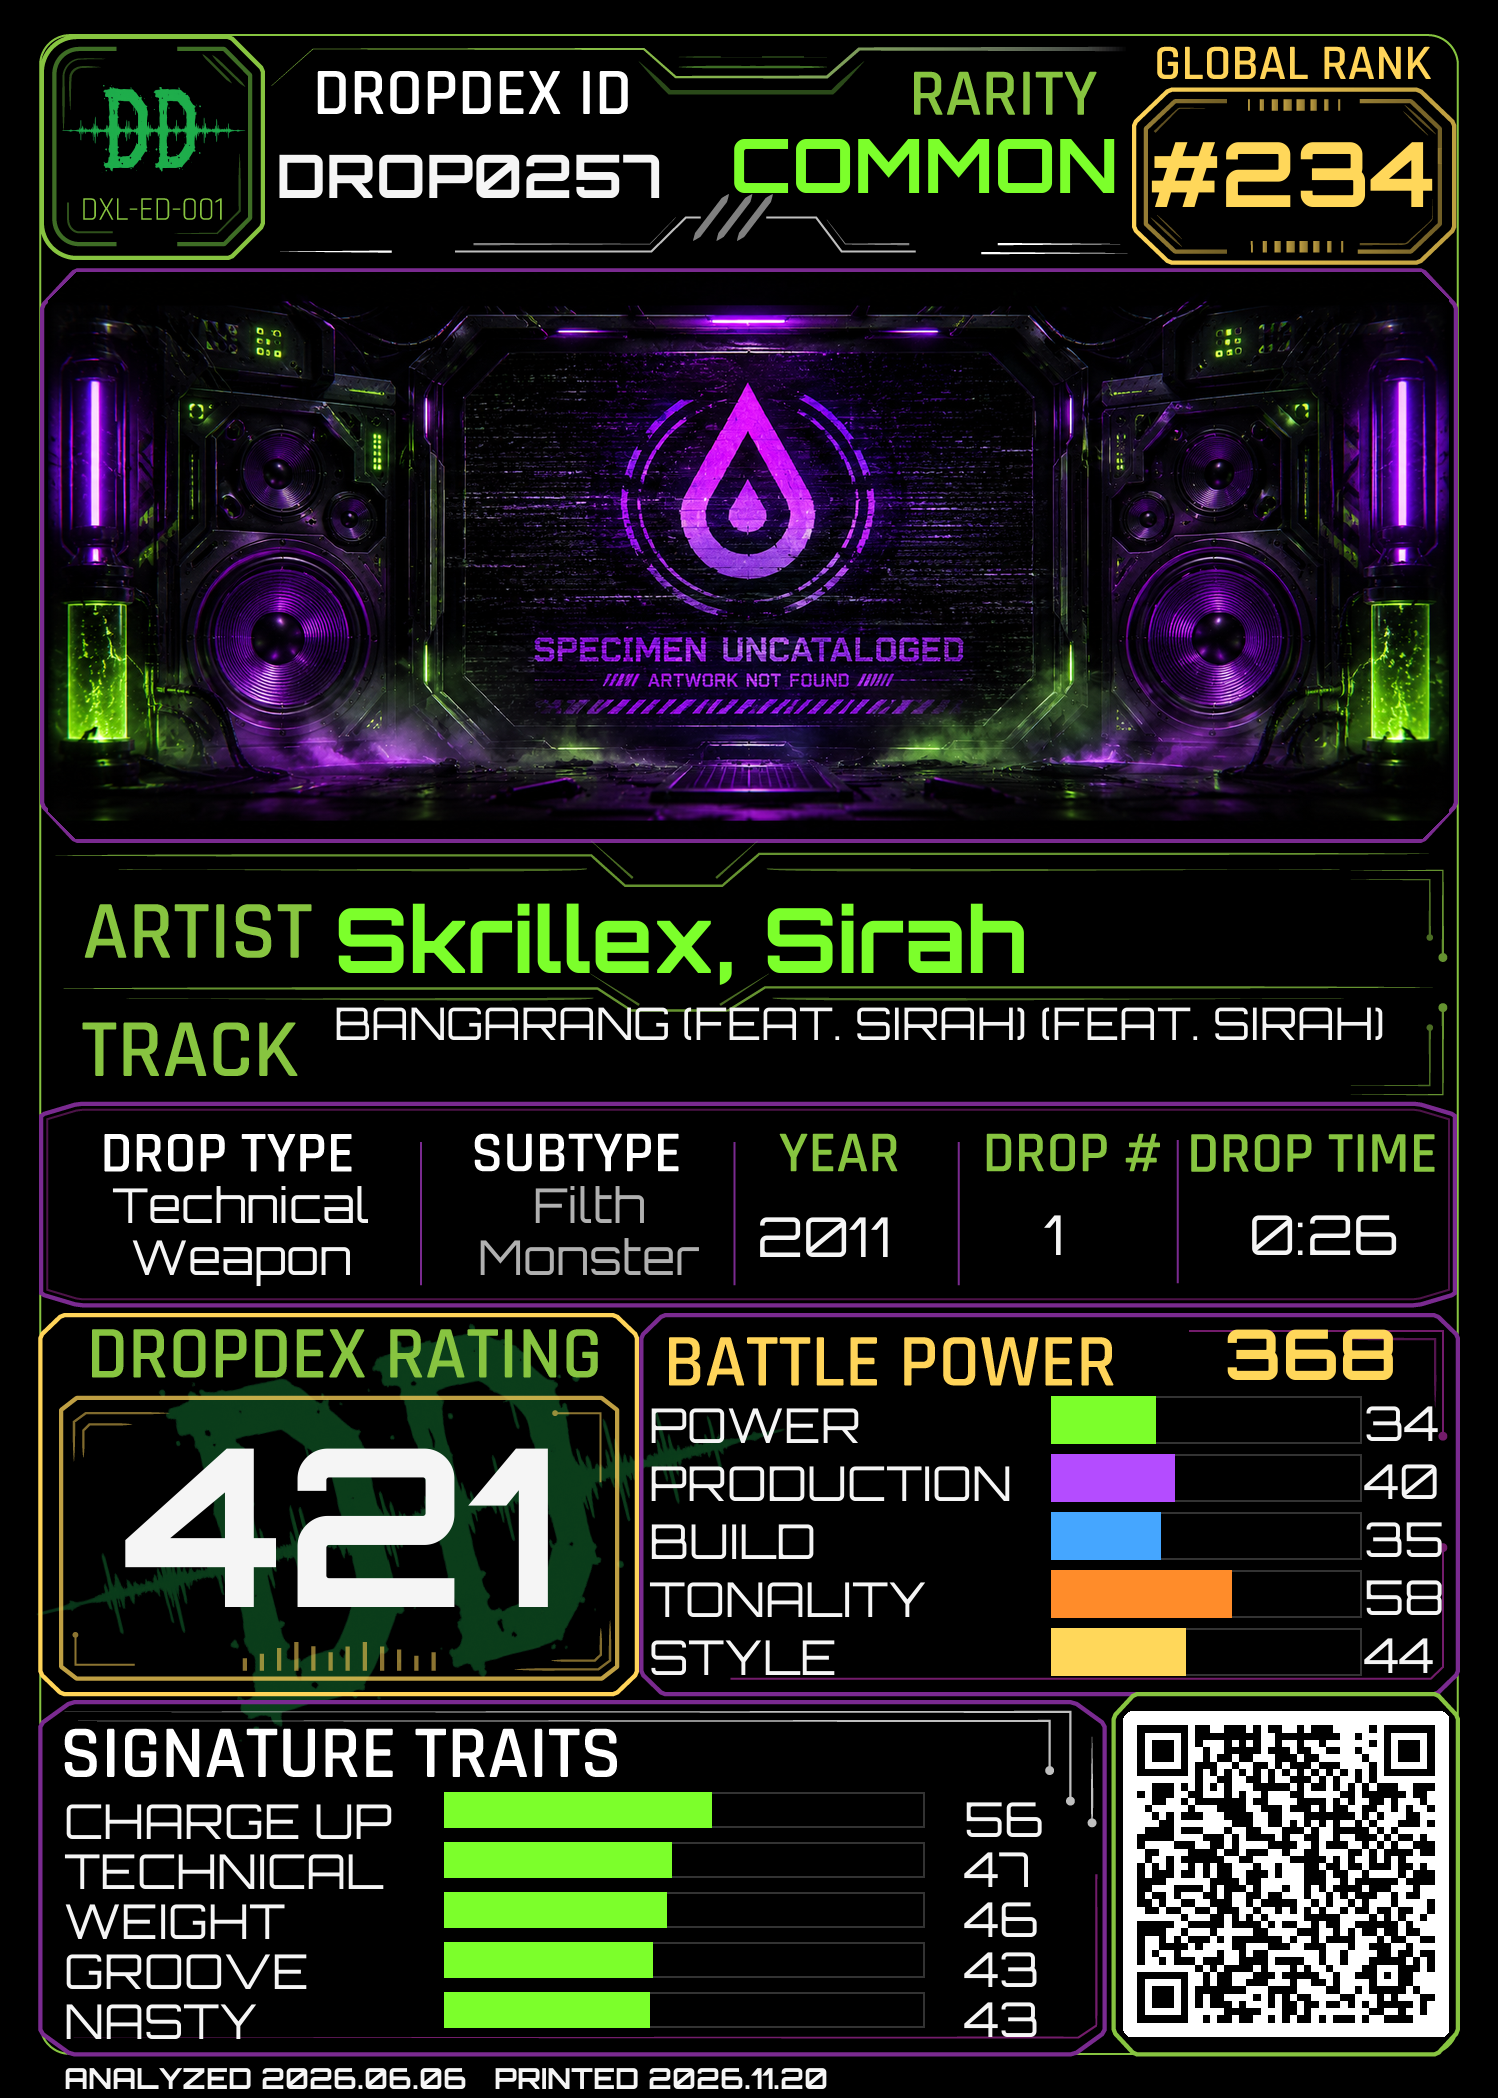 DD
DXL-ED-001
DROPDEX ID
DROP0257
RARITY
COMMON
GLOBAL RANK
#234
SPECIMEN UNCATALOGED
///// ARTWORK NOT FOUND /////
ARTIST Skrillex, Sirah
TRACK BANGARANG (FEAT. SIRAH) (FEAT. SIRAH)
DROP TYPE
Technical
Weapon
SUBTYPE
Filth
Monster
YEAR
2011
DROP #
1
DROP TIME
0:26
DROPDEX RATING
421
BATTLE POWER 368
POWER 34
PRODUCTION 40
BUILD 35
TONALITY 58
STYLE 44
SIGNATURE TRAITS
CHARGE UP 56
TECHNICAL 47
WEIGHT 46
GROOVE 43
NASTY 43
ANALYZED 2026.06.06 PRINTED 2026.11.20